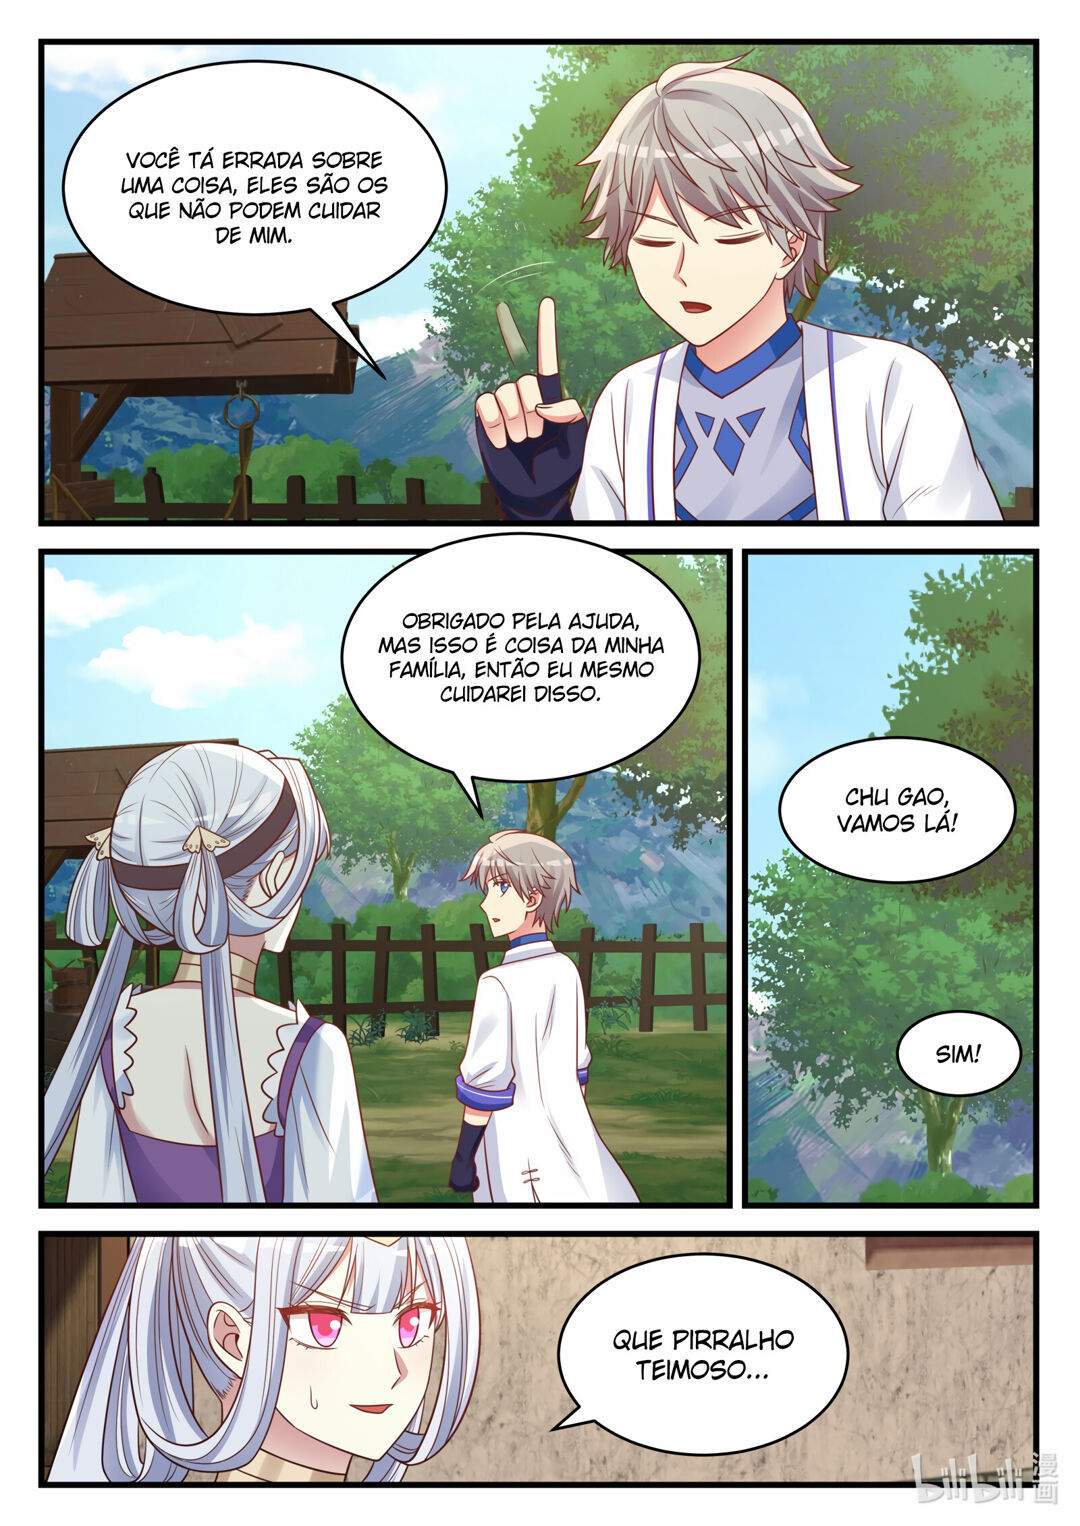 VOCÊ TÁ ERRADA SOBRE
UMA COISA, ELES SÃO OS
QUE NÃO PODEM CUIDAR
DE MIM.
OBRIGADO PELA AJUDA,
MAS ISSO É COISA DA MINHA
FAMÍLIA, ENTÃO EU MESMO
CUIDAREI DISSO.
CHU GAO,
VAMOS LÁ!
SIM!
QUE PIRRALHO
TEIMOSO...
bilibili 漫画